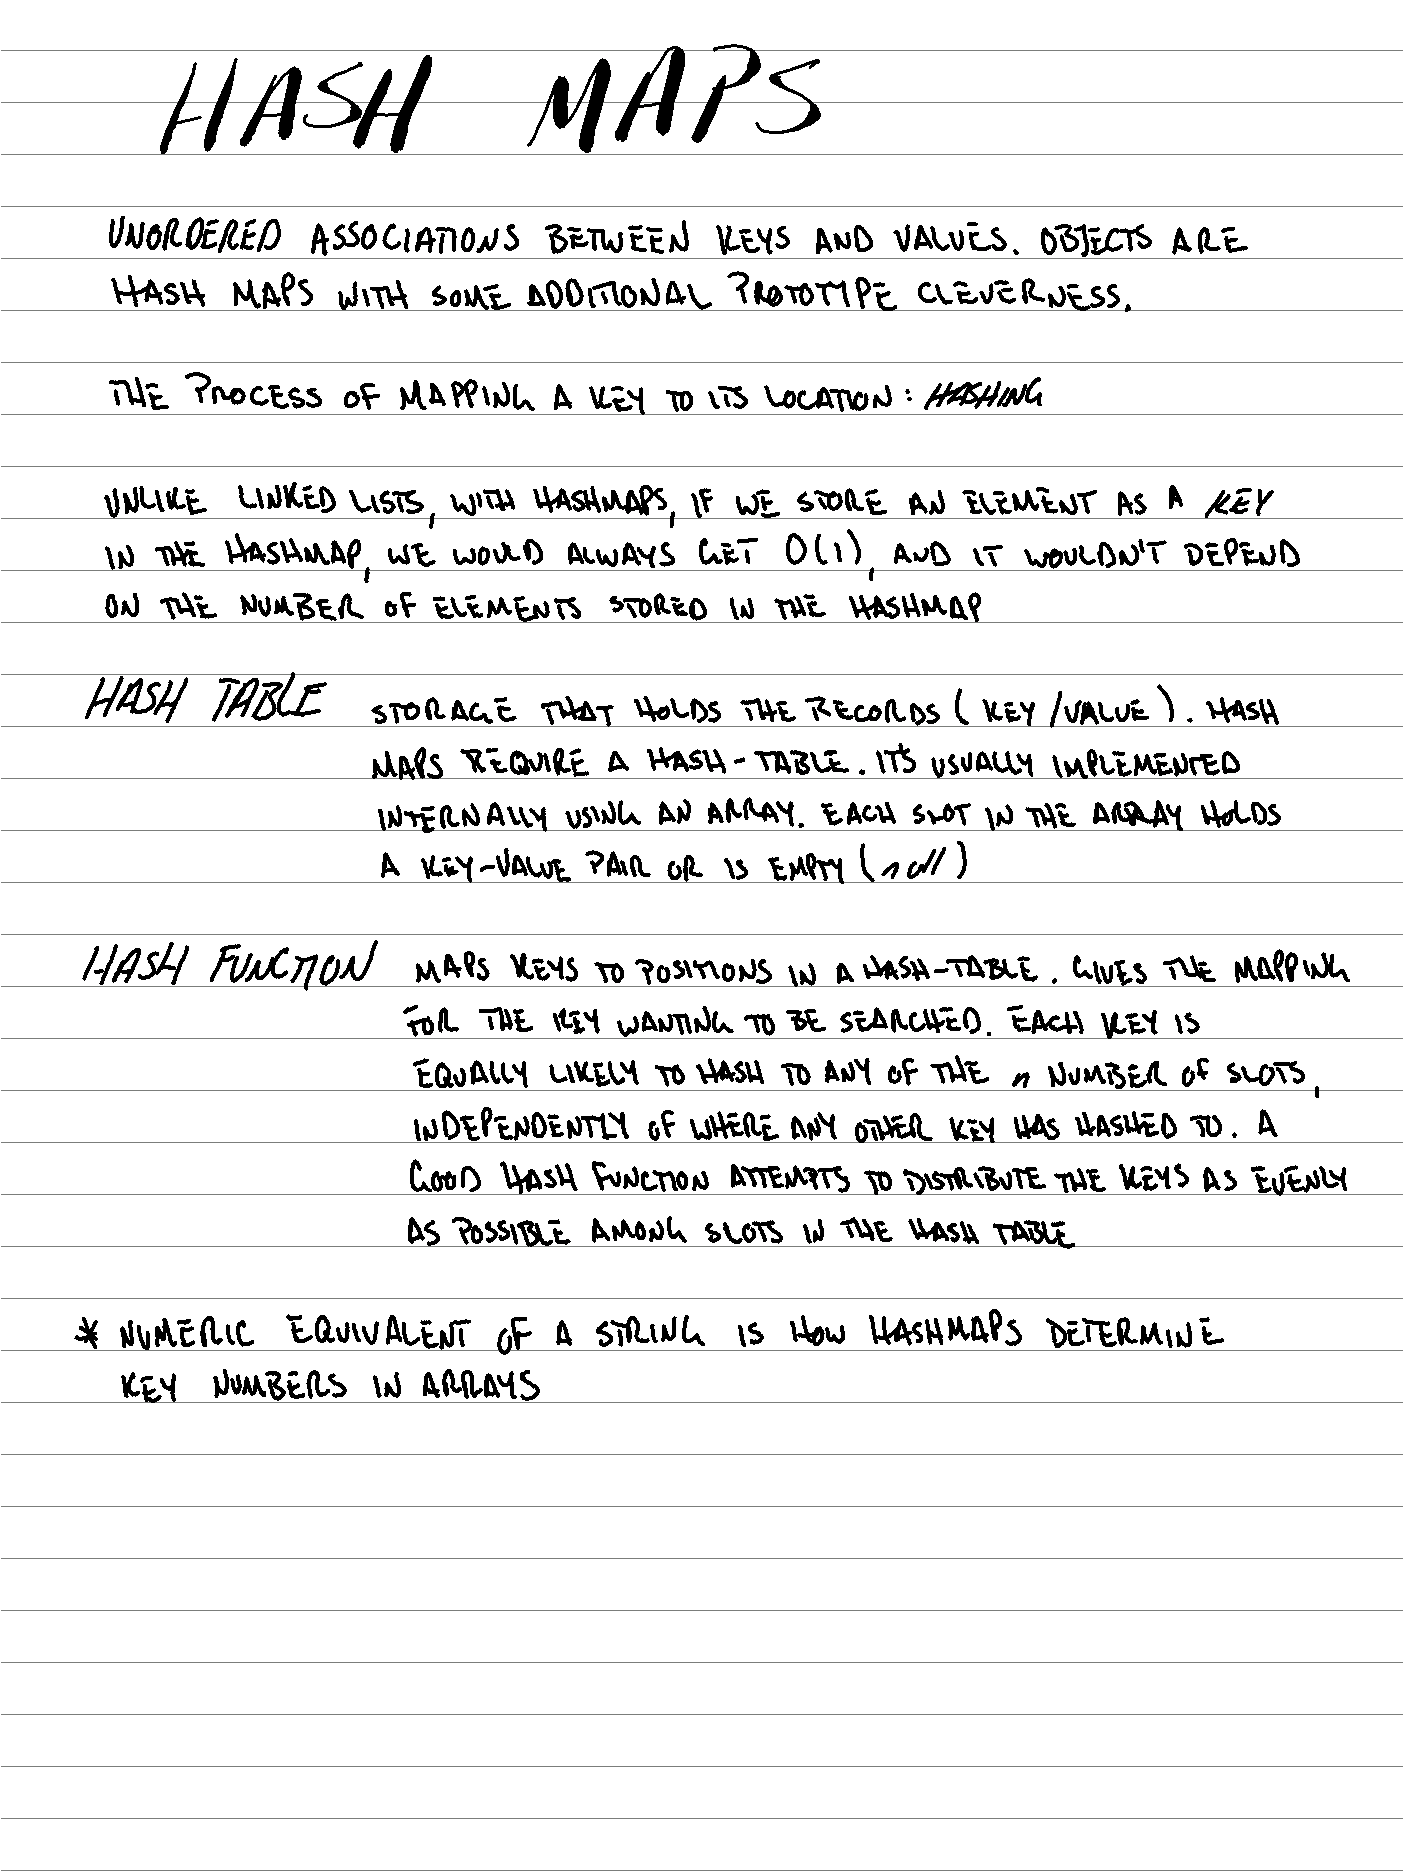 HASH MAPS
UNORDERED ASSOCIATIONS BETWEEN KEYS AND VALUES. OBJECTS ARE
HASH MAPS WITH SOME ADDITIONAL PROTOTYPE CLEVERNESS.
THE PROCESS OF MAPPING A KEY TO ITS LOCATION: HASHING
UNLIKE LINKED LISTS, WITH HASHMAPS, IF WE STORE AN ELEMENT AS A KEY
IN THE HASHMAP, WE WOULD ALWAYS GET O(1), AND IT WOULDN'T DEPEND
ON THE NUMBER OF ELEMENTS STORED IN THE HASHMAP
HASH TABLE STORAGE THAT HOLDS THE RECORDS (KEY/VALUE). HASH
MAPS REQUIRE A HASH-TABLE. IT'S USUALLY IMPLEMENTED
INTERNALLY USING AN ARRAY. EACH SLOT IN THE ARRAY HOLDS
A KEY-VALUE PAIR OR IS EMPTY (null)
HASH FUNCTION MAPS KEYS TO POSITIONS IN A HASH-TABLE. GIVES THE MAPPING
FOR THE KEY WANTING TO BE SEARCHED. EACH KEY IS
EQUALLY LIKELY TO HASH TO ANY OF THE n NUMBER OF SLOTS,
INDEPENDENTLY OF WHERE ANY OTHER KEY HAS HASHED TO. A
GOOD HASH FUNCTION ATTEMPTS TO DISTRIBUTE THE KEYS AS EVENLY
AS POSSIBLE AMONG SLOTS IN THE HASH TABLE
* NUMERIC EQUIVALENT OF A STRING IS HOW HASHMAPS DETERMINE
KEY NUMBERS IN ARRAYS